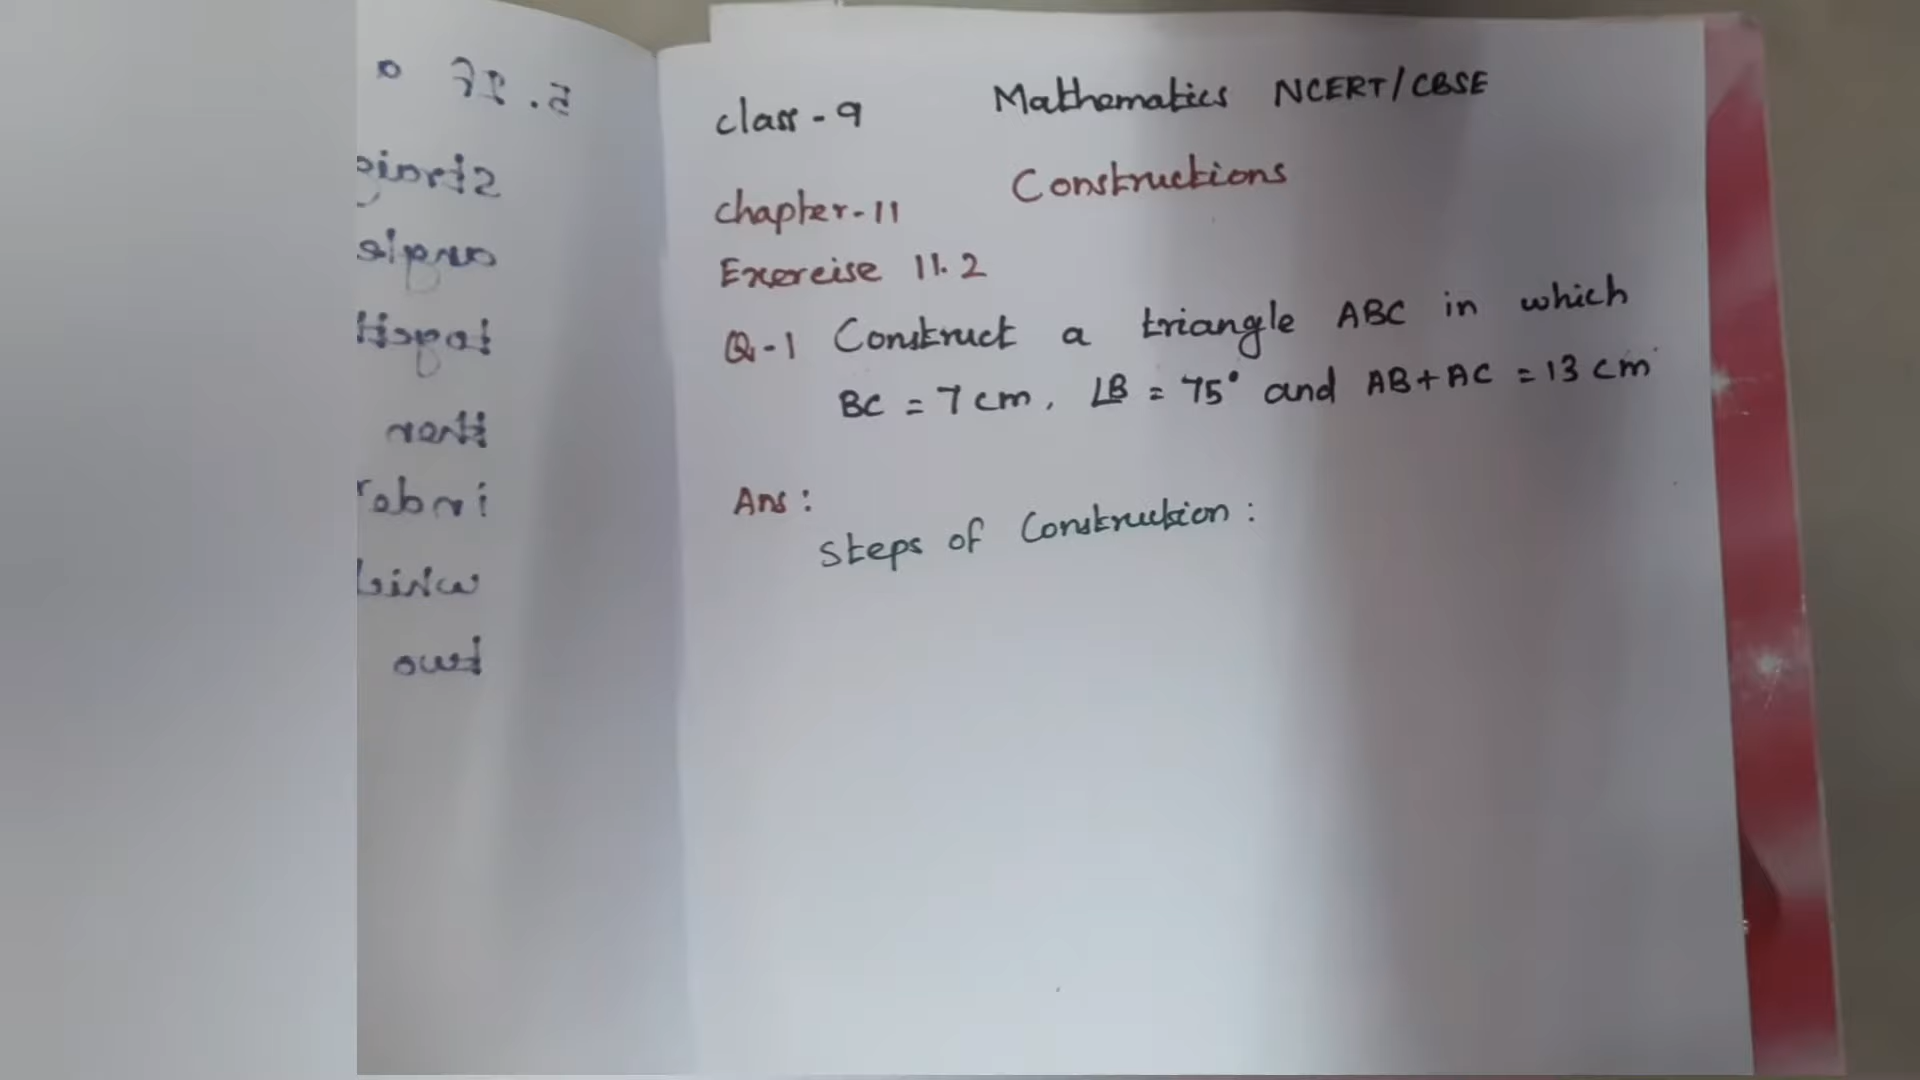 class - 9 Mathematics NCERT/CBSE
chapter - 11 Constructions
Exercise 11.2
Q-1 Construct a triangle ABC in which
BC = 7 cm, ∠B = 75° and AB + AC = 13 cm
Ans :
Steps of Construction :